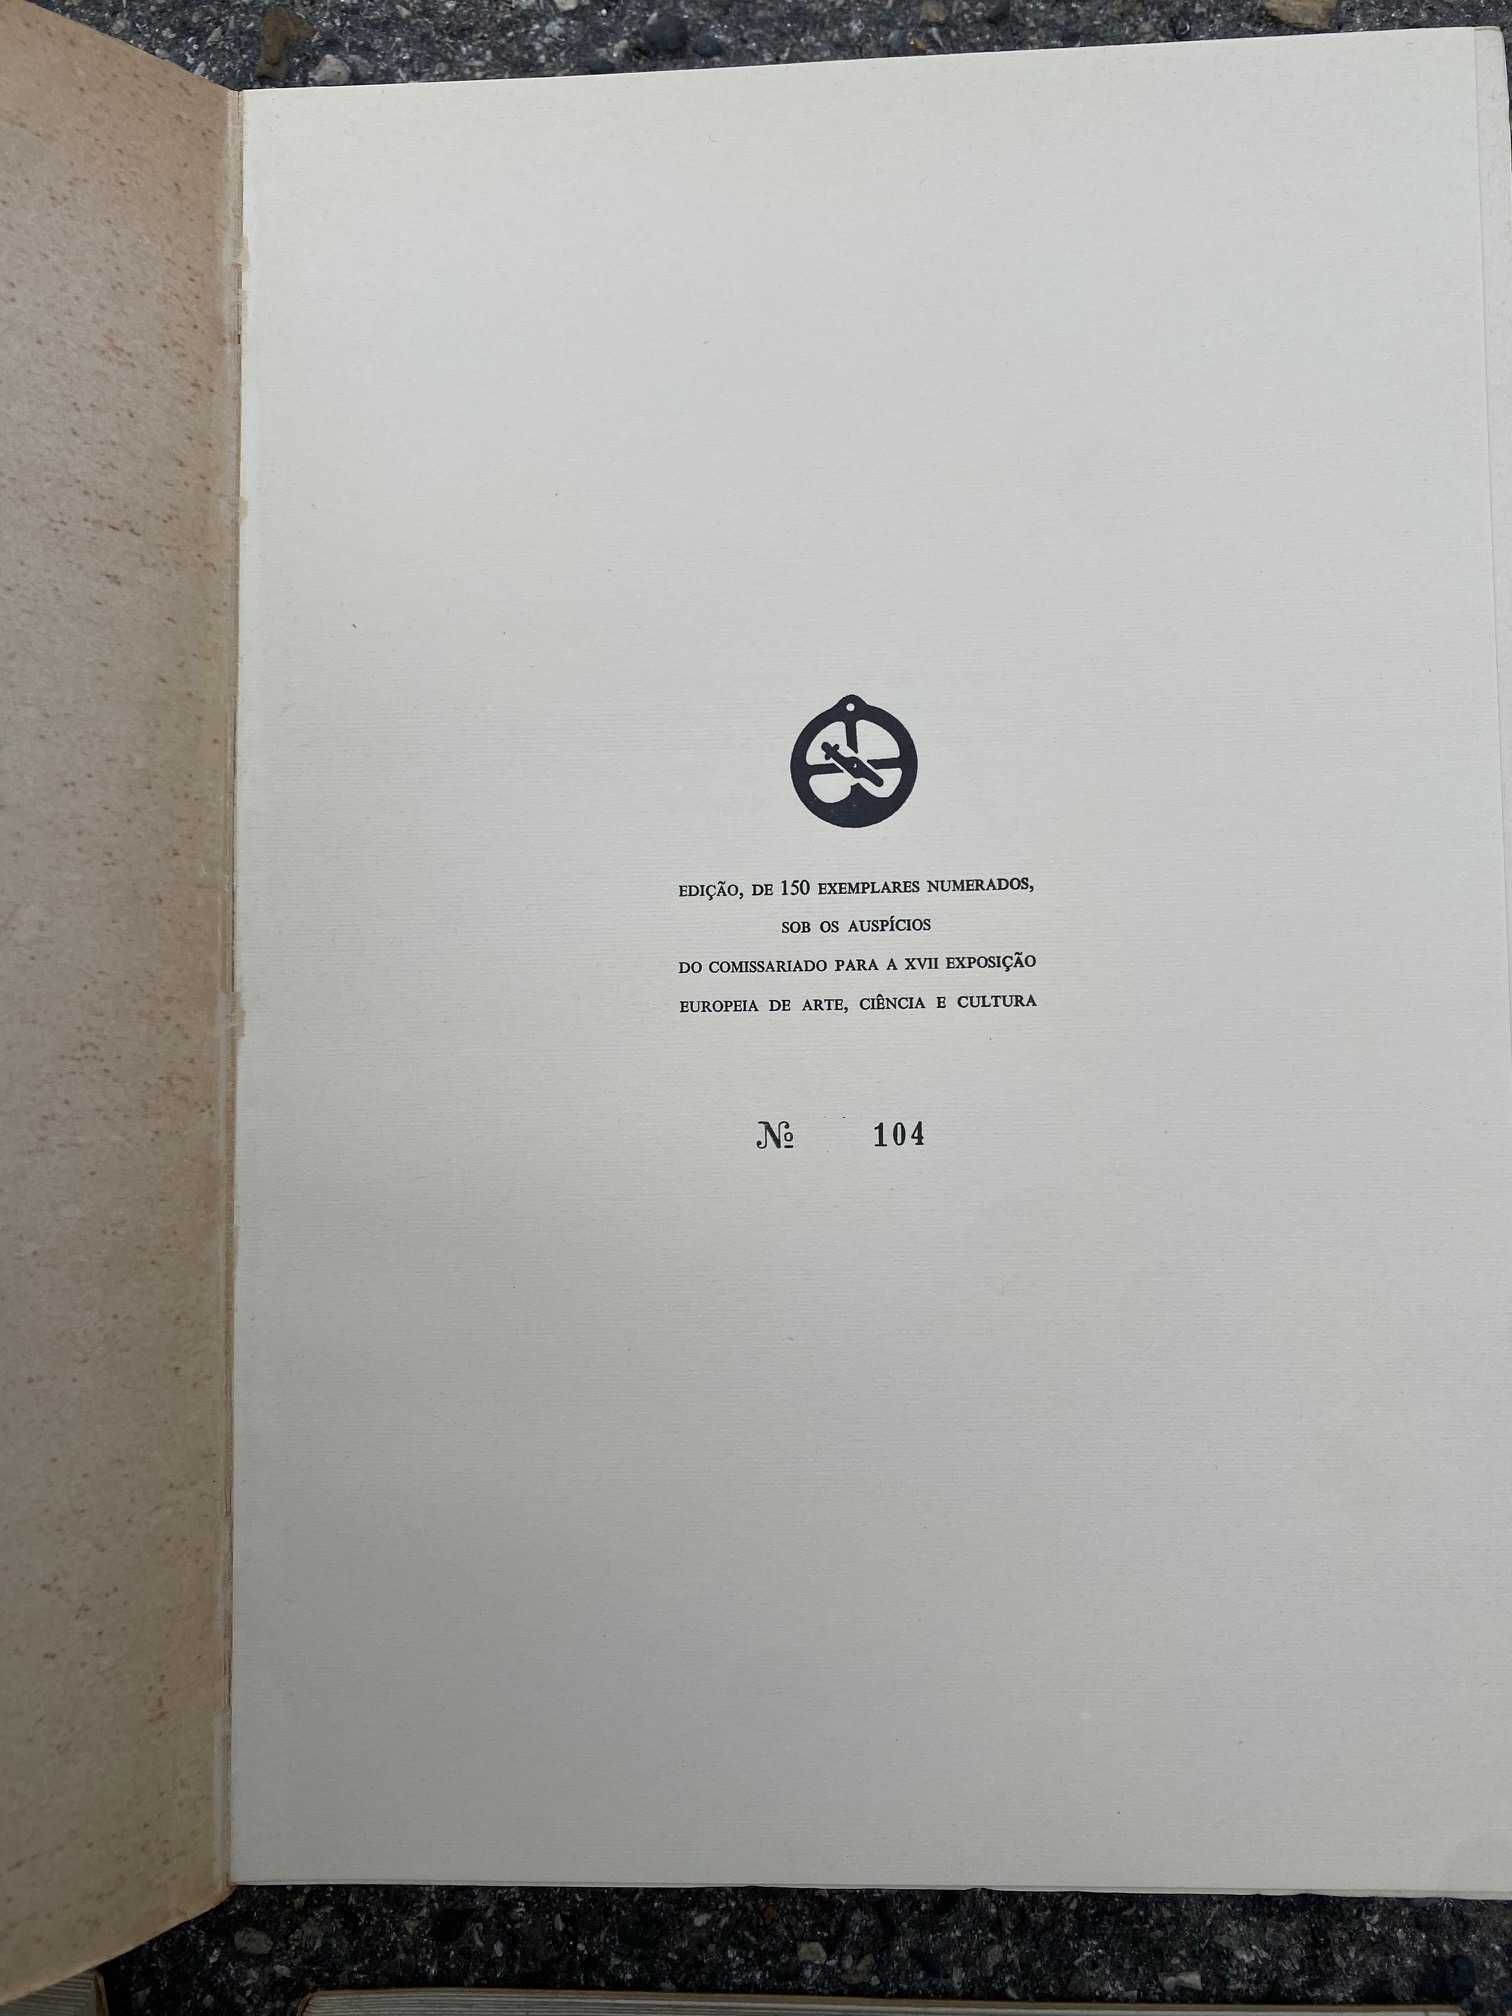 EDIÇÃO, DE 150 EXEMPLARES NUMERADOS,
SOB OS AUSPÍCIOS
DO COMISSARIADO PARA A XVII EXPOSIÇÃO
EUROPEIA DE ARTE, CIÊNCIA E CULTURA
Nº 104